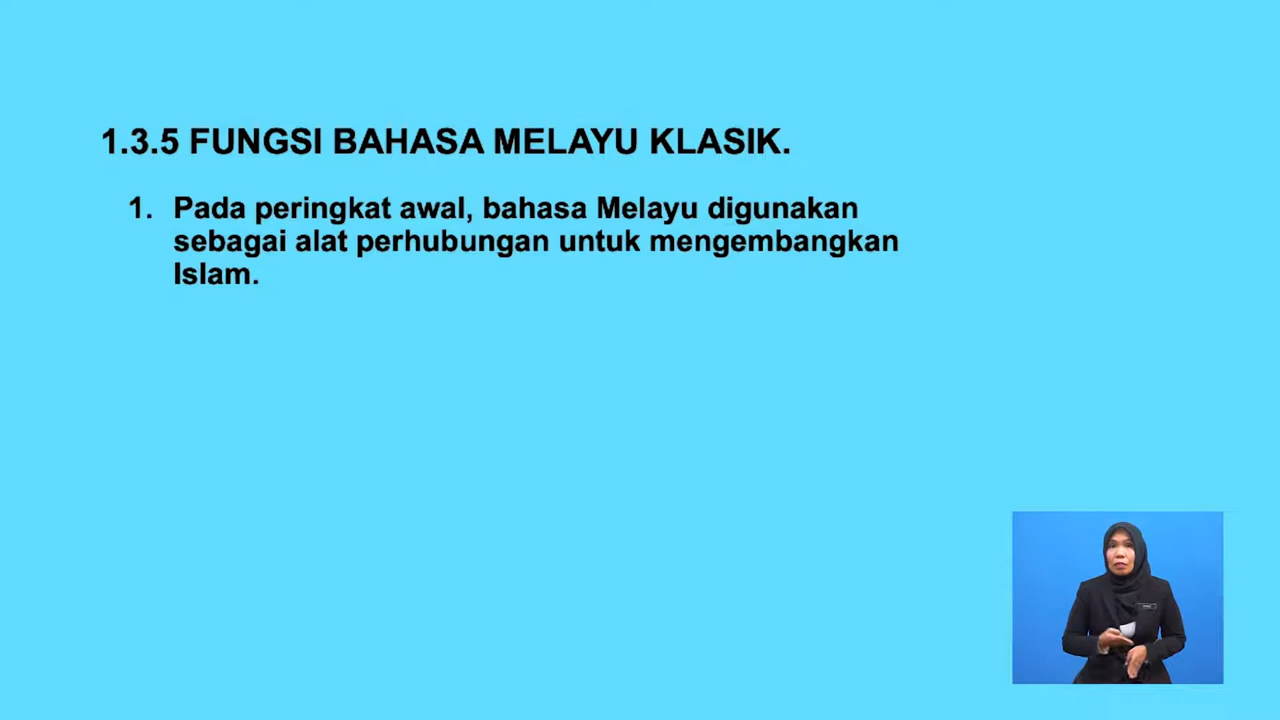 1.3.5 FUNGSI BAHASA MELAYU KLASIK.
1. Pada peringkat awal, bahasa Melayu digunakan
sebagai alat perhubungan untuk mengembangkan
Islam.